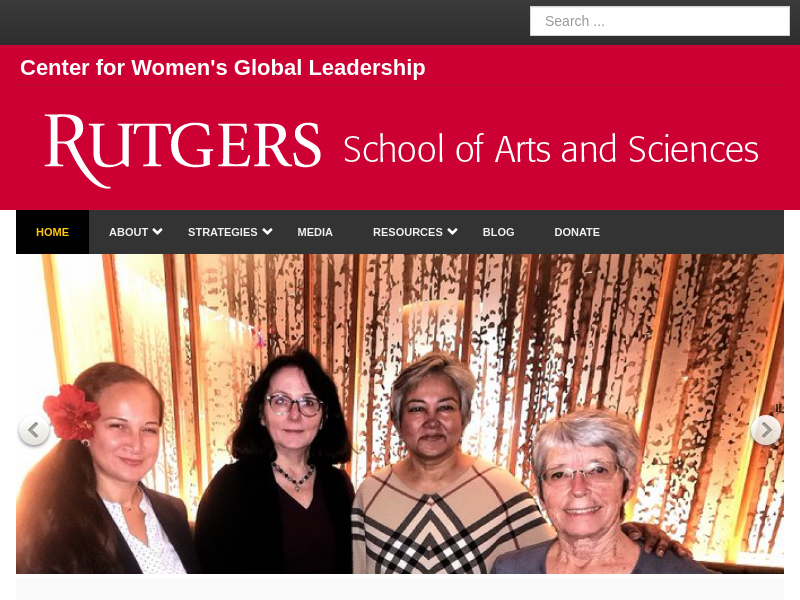 Search ...
Center for Women's Global Leadership
RUTGERS School of Arts and Sciences
HOME ABOUT STRATEGIES MEDIA RESOURCES BLOG DONATE